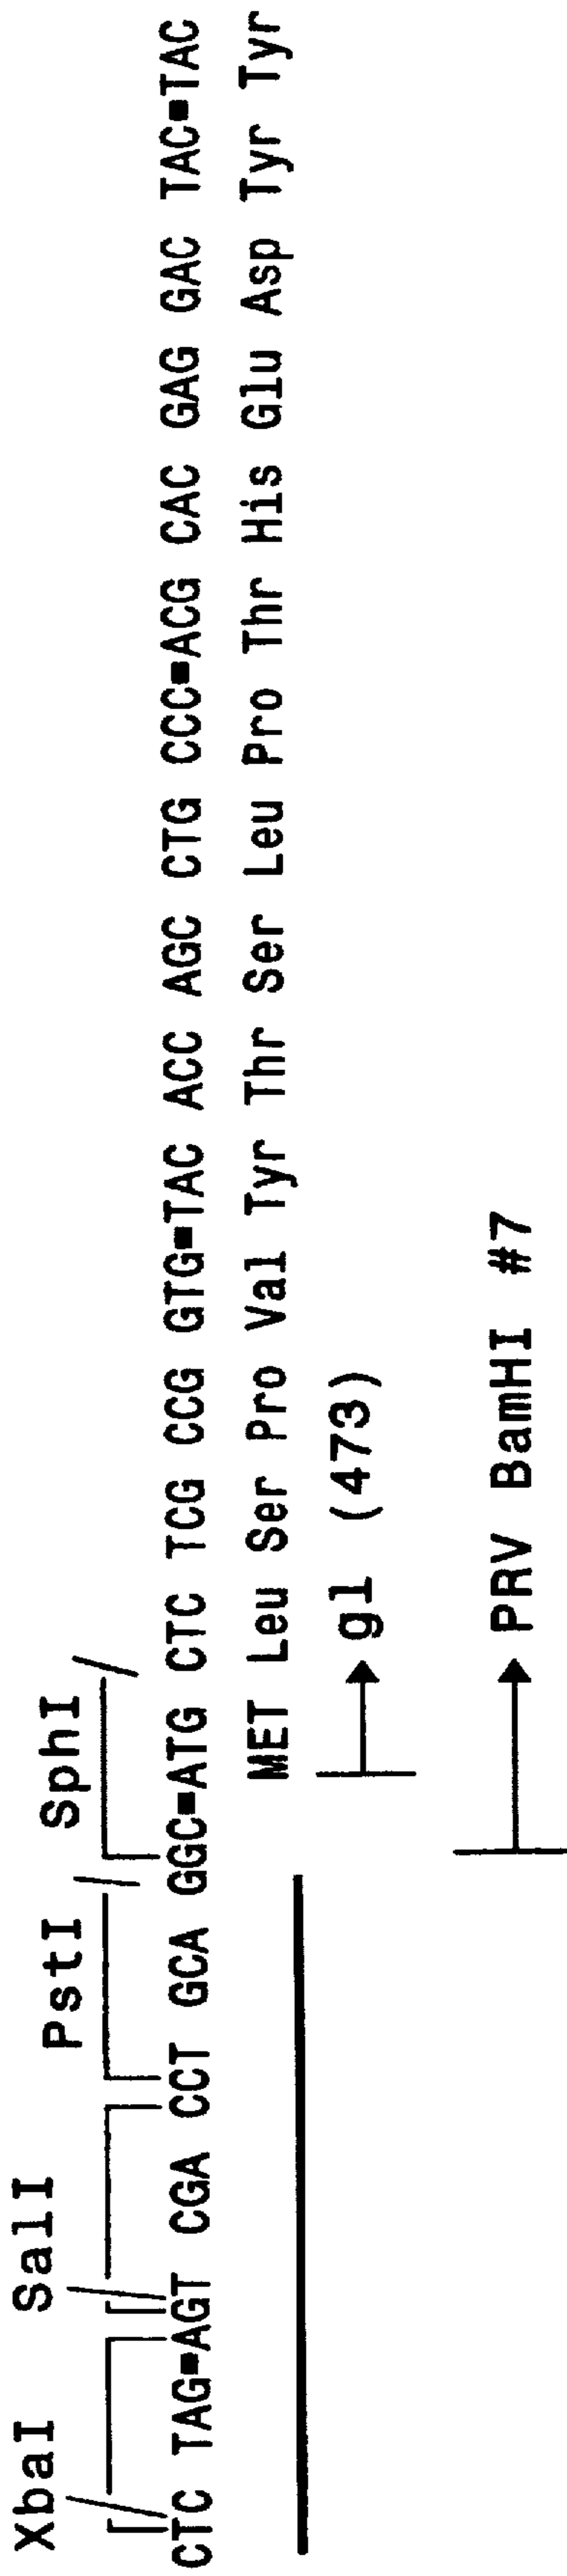 XbaI SalI PstI SphI
CTC TAG▪AGT CGA CCT GCA GGC▪ATG CTC TCG CCG GTG▪TAC ACC AGC CTG CCC▪ACG CAC GAG GAC TAC▪TAC
MET Leu Ser Pro Val Tyr Thr Ser Leu Pro Thr His Glu Asp Tyr Tyr
gl (473)
PRV BamHI #7